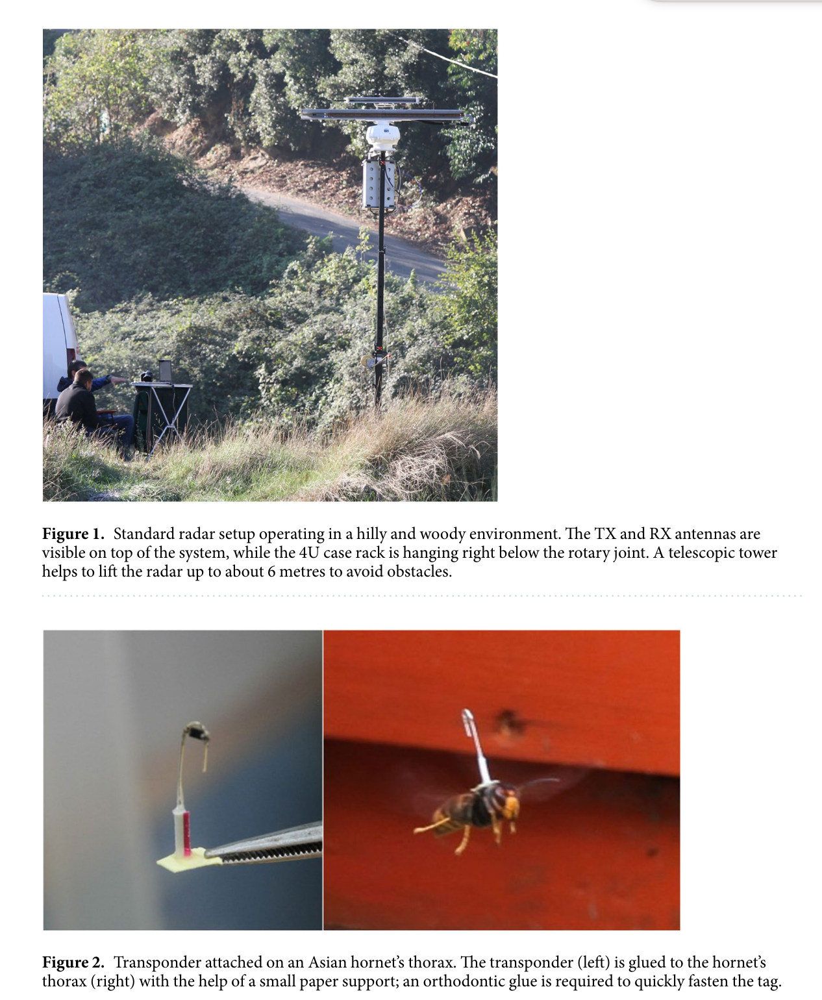 Figure 1. Standard radar setup operating in a hilly and woody environment. The TX and RX antennas are
visible on top of the system, while the 4U case rack is hanging right below the rotary joint. A telescopic tower
helps to lift the radar up to about 6 metres to avoid obstacles.
Figure 2. Transponder attached on an Asian hornet’s thorax. The transponder (left) is glued to the hornet’s
thorax (right) with the help of a small paper support; an orthodontic glue is required to quickly fasten the tag.